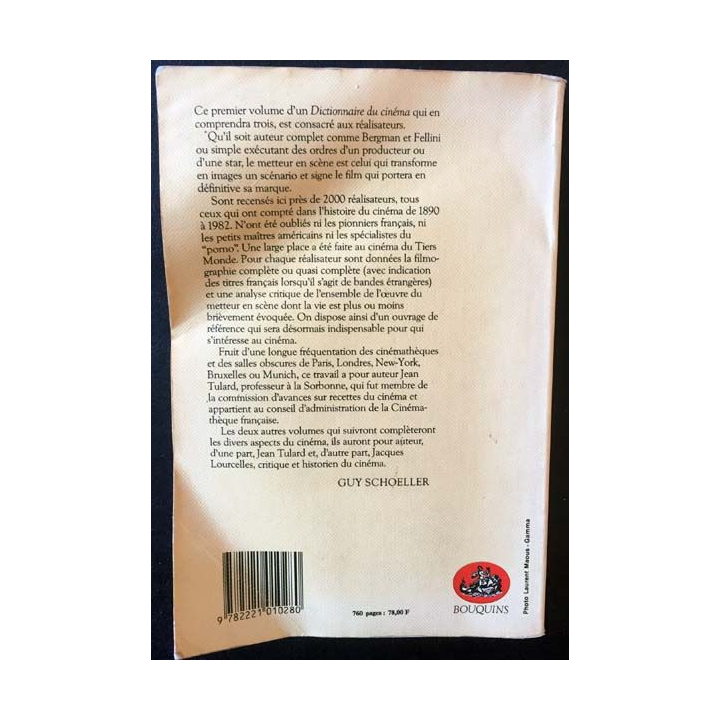 Ce premier volume d'un Dictionnaire du cinéma qui en
comprendra trois, est consacré aux réalisateurs.
Qu'il soit auteur complet comme Bergman et Fellini
ou simple exécutant des ordres d'un producteur ou
d'une star, le metteur en scène est celui qui transforme
en images un scénario et signe le film qui portera en
définitive sa marque.
Sont recensés ici près de 2000 réalisateurs, tous
ceux qui ont compté dans l'histoire du cinéma de 1890
à 1982. N'ont été oubliés ni les pionniers français, ni
les petits maîtres américains ni les spécialistes du
"porno". Une large place a été faite au cinéma du Tiers
Monde. Pour chaque réalisateur sont données la filmo-
graphie complète ou quasi complète (avec indication
des titres français lorsqu'il s'agit de bandes étrangères)
et une analyse critique de l'ensemble de l'œuvre du
metteur en scène dont la vie est plus ou moins
brièvement évoquée. On dispose ainsi d'un ouvrage de
référence qui sera désormais indispensable pour qui
s'intéresse au cinéma.
Fruit d'une longue fréquentation des cinémathèques
et des salles obscures de Paris, Londres, New-York,
Bruxelles ou Munich, ce travail a pour auteur Jean
Tulard, professeur à la Sorbonne, qui fut membre de
la commission d'avances sur recettes du cinéma et
appartient au conseil d'administration de la Cinéma-
thèque française.
Les deux autres volumes qui suivront complèteront
les divers aspects du cinéma, ils auront pour auteur,
d'une part, Jean Tulard et, d'autre part, Jacques
Lourcelles, critique et historien du cinéma.
GUY SCHOELLER
9 782221 010280
760 pages : 78,00 F
BOUQUINS
Photo Laurent Maous - Gamma